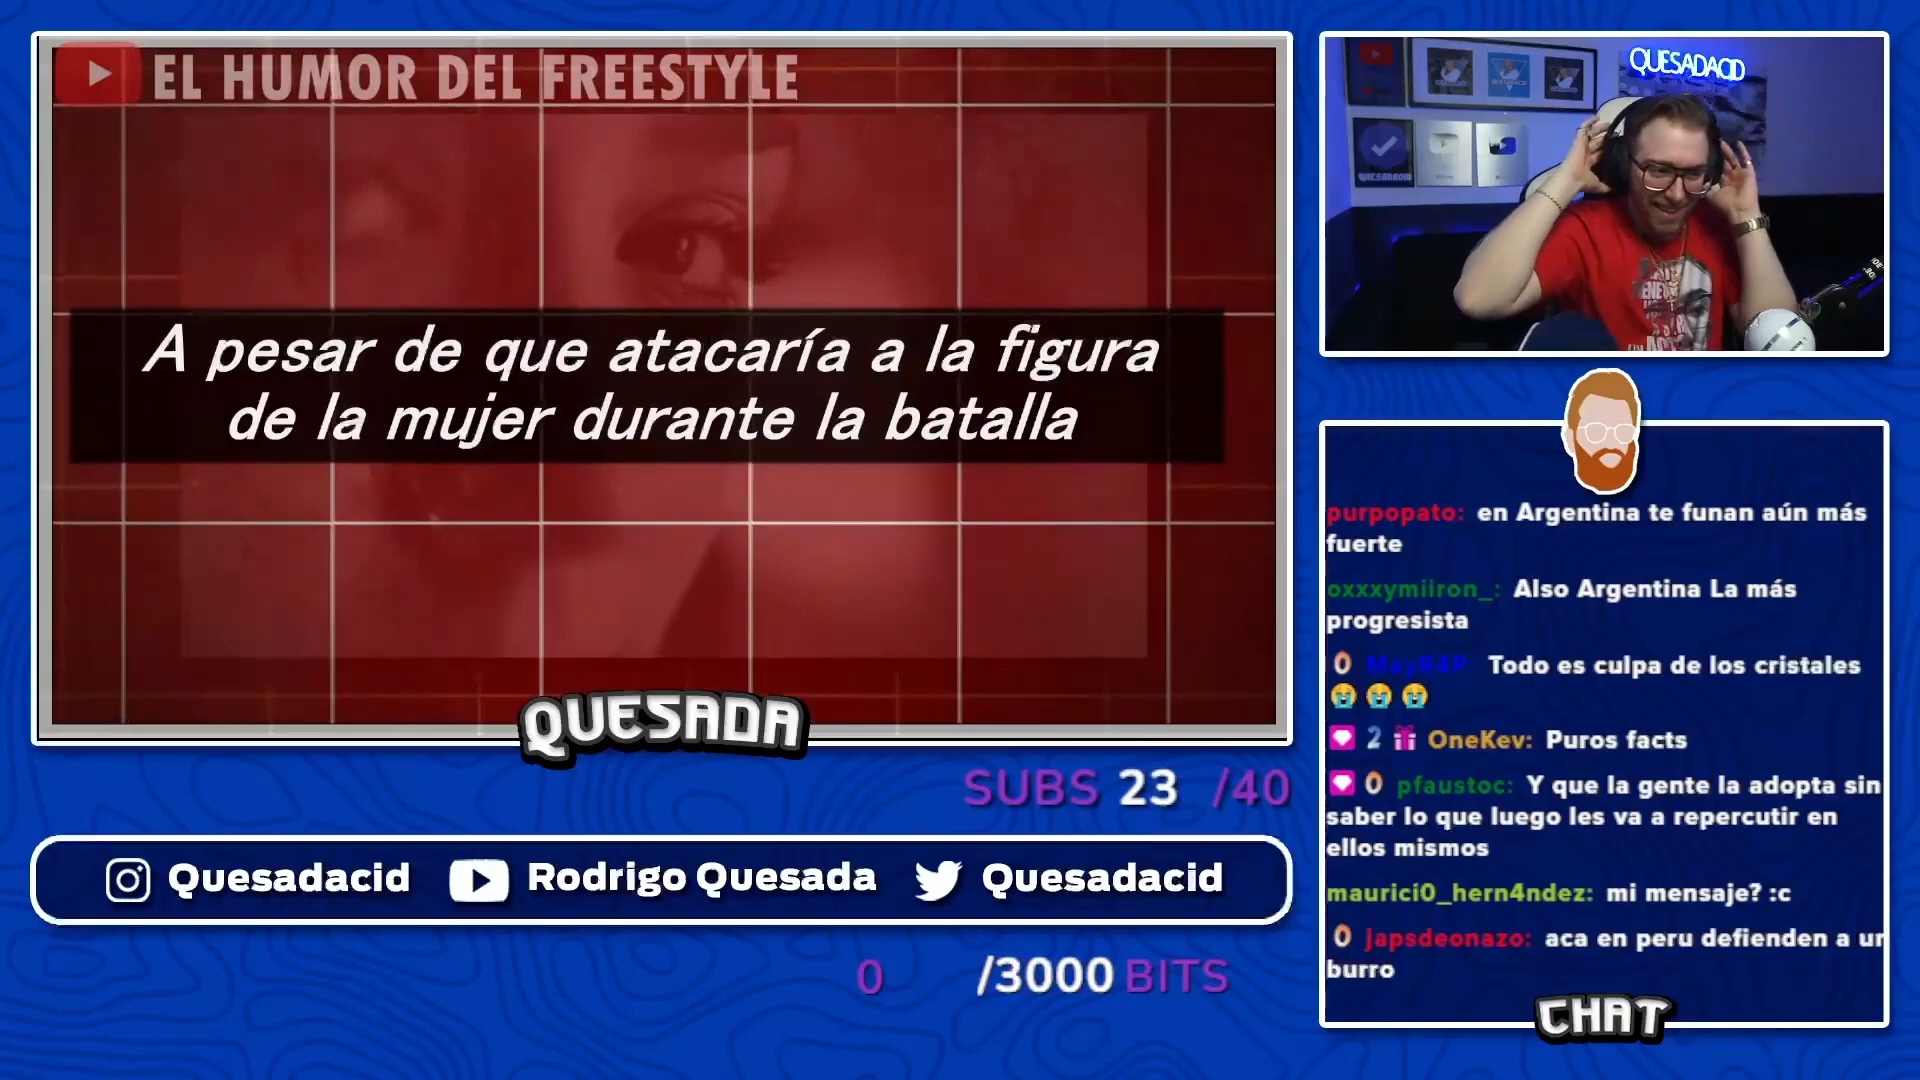 EL HUMOR DEL FREESTYLE
A pesar de que atacaría a la figura
de la mujer durante la batalla
QUESADA
SUBS 23 /40
Quesadacid
Rodrigo Quesada
Quesadacid
0 /3000 BITS
QUESADACID
QUESADACID
purpopato: en Argentina te funan aún más
fuerte
oxxxymiiron_: Also Argentina La más
progresista
MayR4P: Todo es culpa de los cristales
😭 😭 😭
2 OneKev: Puros facts
pfaustoc: Y que la gente la adopta sin
saber lo que luego les va a repercutir en
ellos mismos
maurici0_hern4ndez: mi mensaje? :c
japsdeonazo: aca en peru defienden a un
burro
CHAT